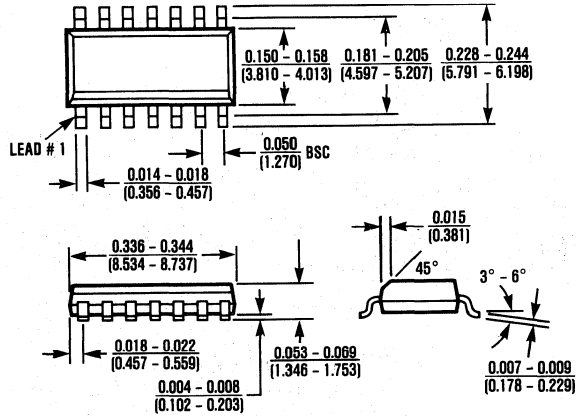 0.150 – 0.158
(3.810 – 4.013)
0.181 – 0.205
(4.597 – 5.207)
0.228 – 0.244
(5.791 – 6.198)
LEAD # 1
0.050
(1.270)
BSC
0.014 – 0.018
(0.356 – 0.457)
0.336 – 0.344
(8.534 – 8.737)
0.015
(0.381)
45°
3° – 6°
0.018 – 0.022
(0.457 – 0.559)
0.053 – 0.069
(1.346 – 1.753)
0.004 – 0.008
(0.102 – 0.203)
0.007 – 0.009
(0.178 – 0.229)